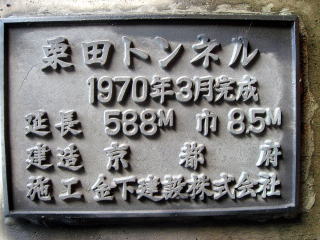 栗田トンネル
1970年3月完成
延長 588M 巾 8.5M
建造 京都府
施工 金下建設株式会社